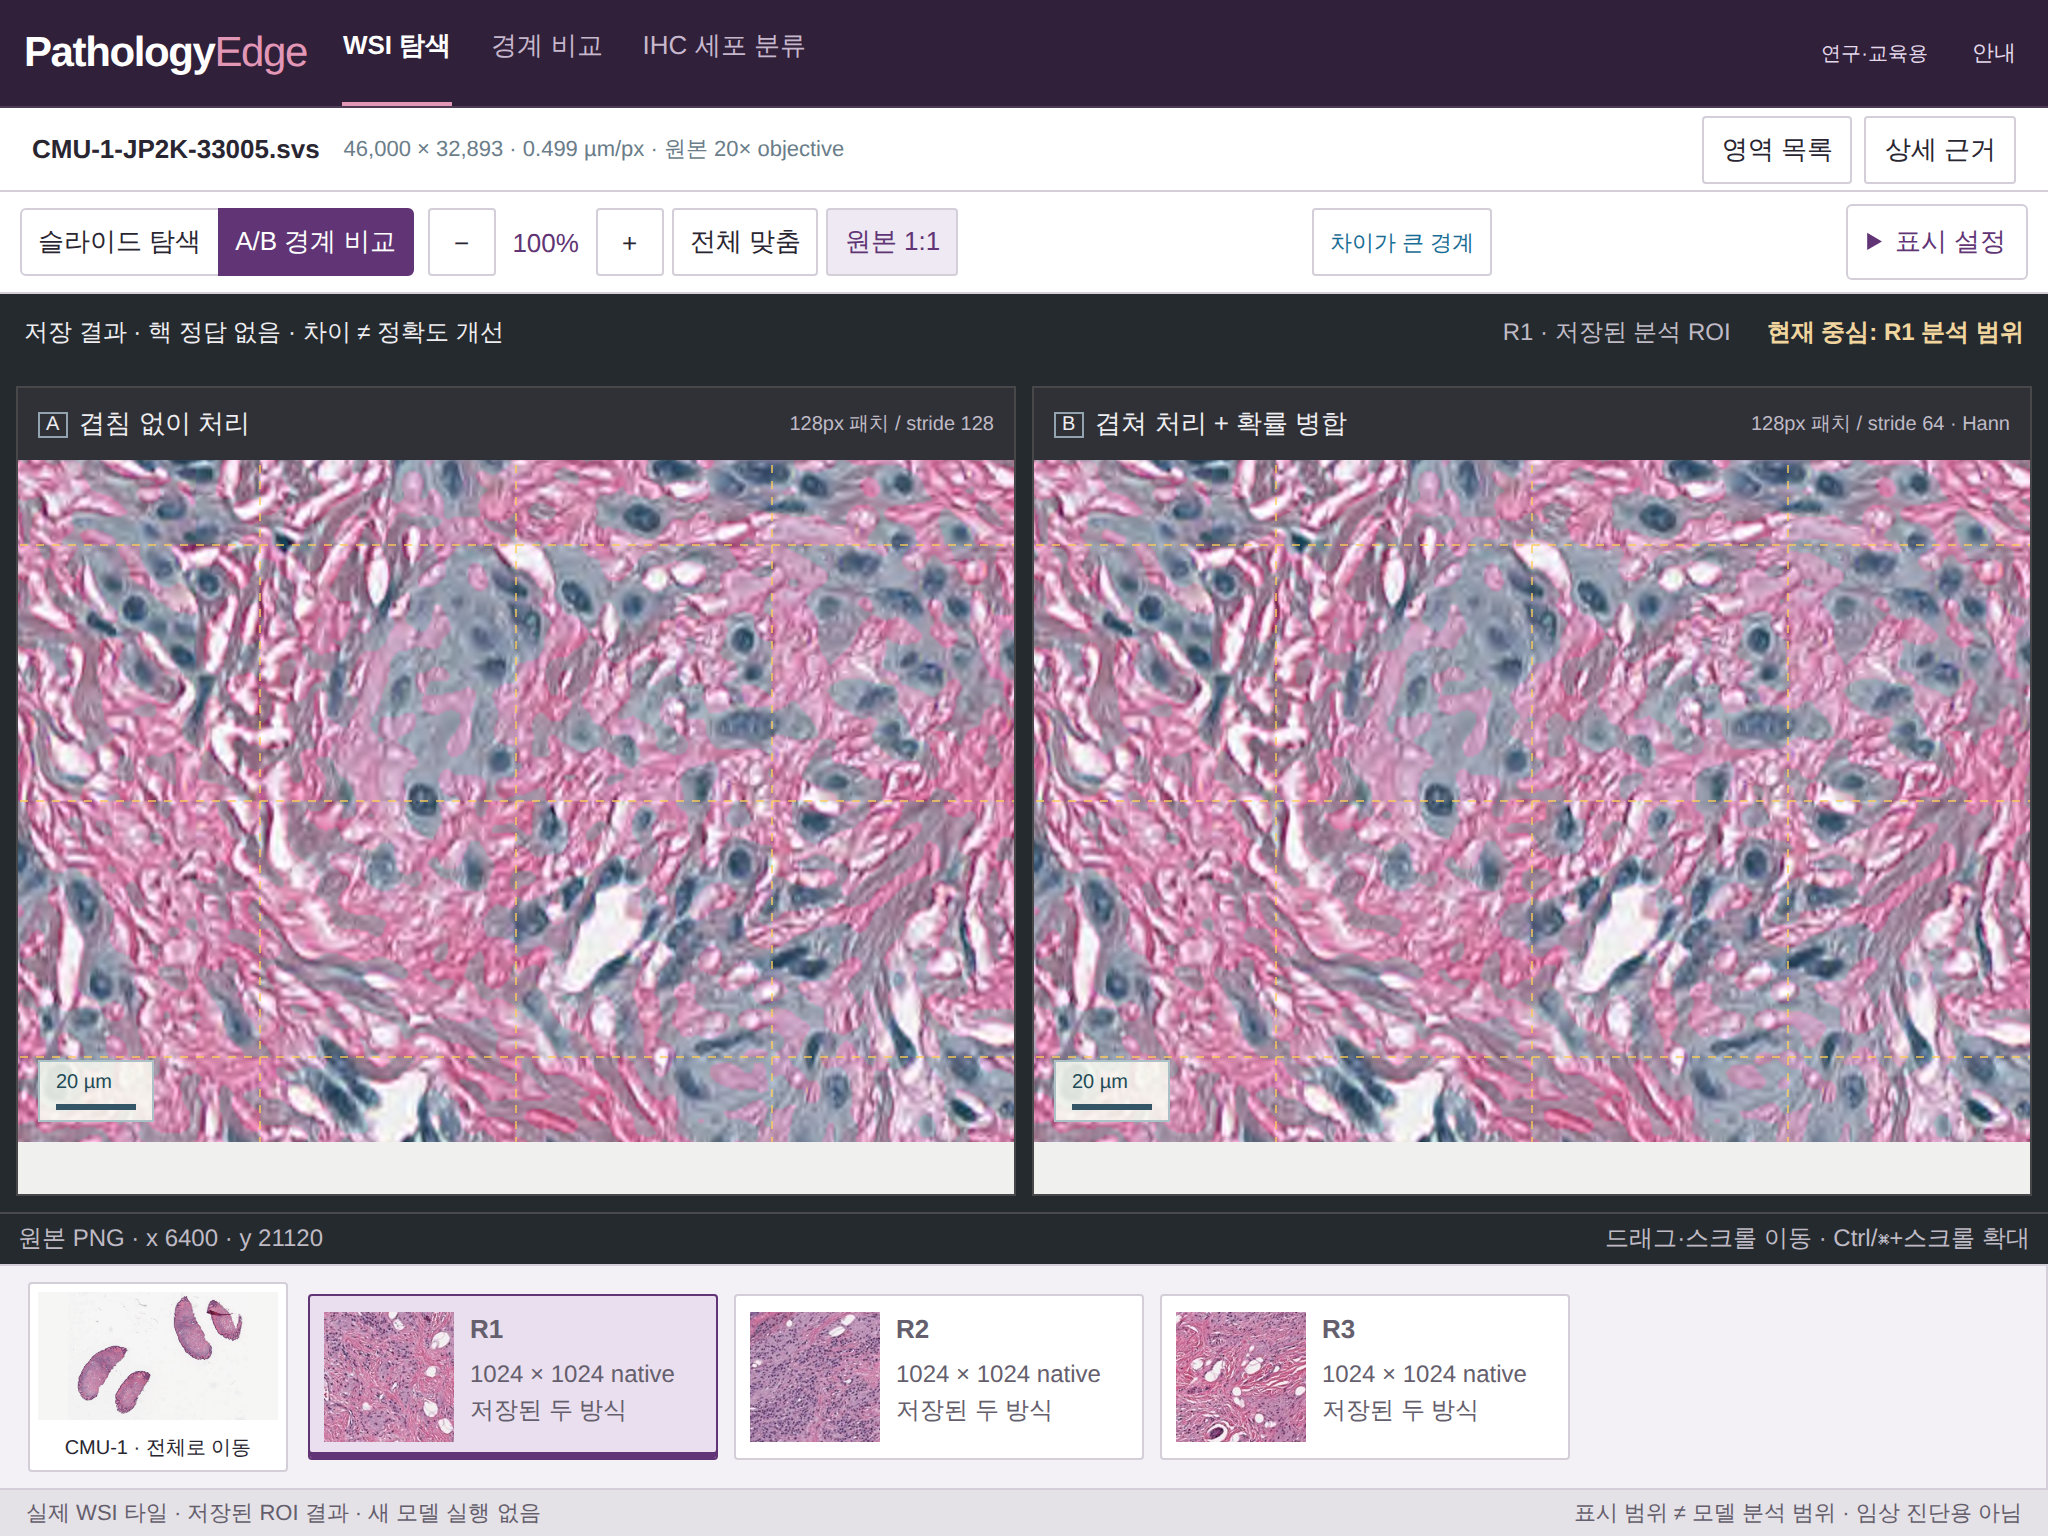 PathologyEdge WSI 탐색 경계 비교 IHC 세포 분류 연구·교육용 안내
CMU-1-JP2K-33005.svs 46,000 × 32,893 · 0.499 µm/px · 원본 20× objective 영역 목록 상세 근거
슬라이드 탐색 A/B 경계 비교 − 100% + 전체 맞춤 원본 1:1 차이가 큰 경계 ▶ 표시 설정
저장 결과 · 핵 정답 없음 · 차이 ≠ 정확도 개선 R1 · 저장된 분석 ROI 현재 중심: R1 분석 범위
A 겹침 없이 처리 128px 패치 / stride 128
B 겹쳐 처리 + 확률 병합 128px 패치 / stride 64 · Hann
20 µm
20 µm
원본 PNG · x 6400 · y 21120 드래그·스크롤 이동 · Ctrl/⌘+스크롤 확대
CMU-1 · 전체로 이동
R1
1024 × 1024 native
저장된 두 방식
R2
1024 × 1024 native
저장된 두 방식
R3
1024 × 1024 native
저장된 두 방식
실제 WSI 타일 · 저장된 ROI 결과 · 새 모델 실행 없음 표시 범위 ≠ 모델 분석 범위 · 임상 진단용 아님